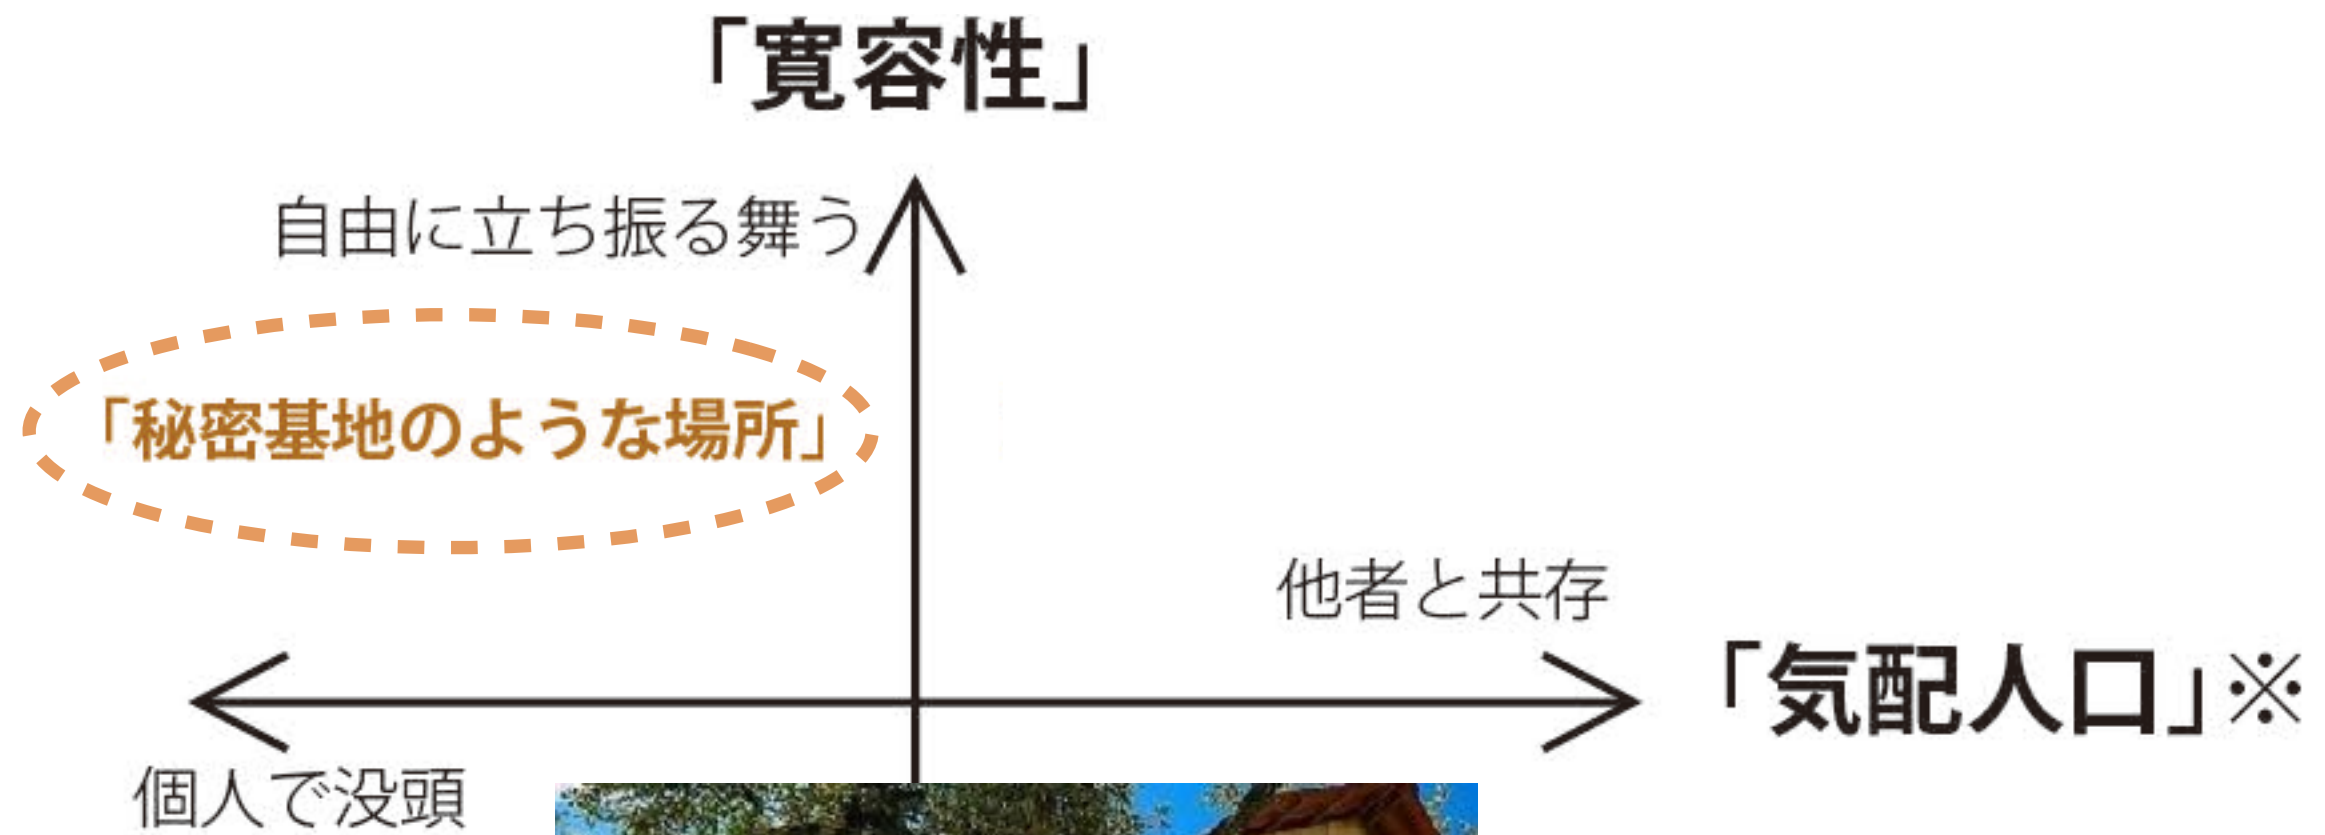 「寛容性」
自由に立ち振る舞う
「秘密基地のような場所」
他者と共存
「気配人口」※
個人で没頭